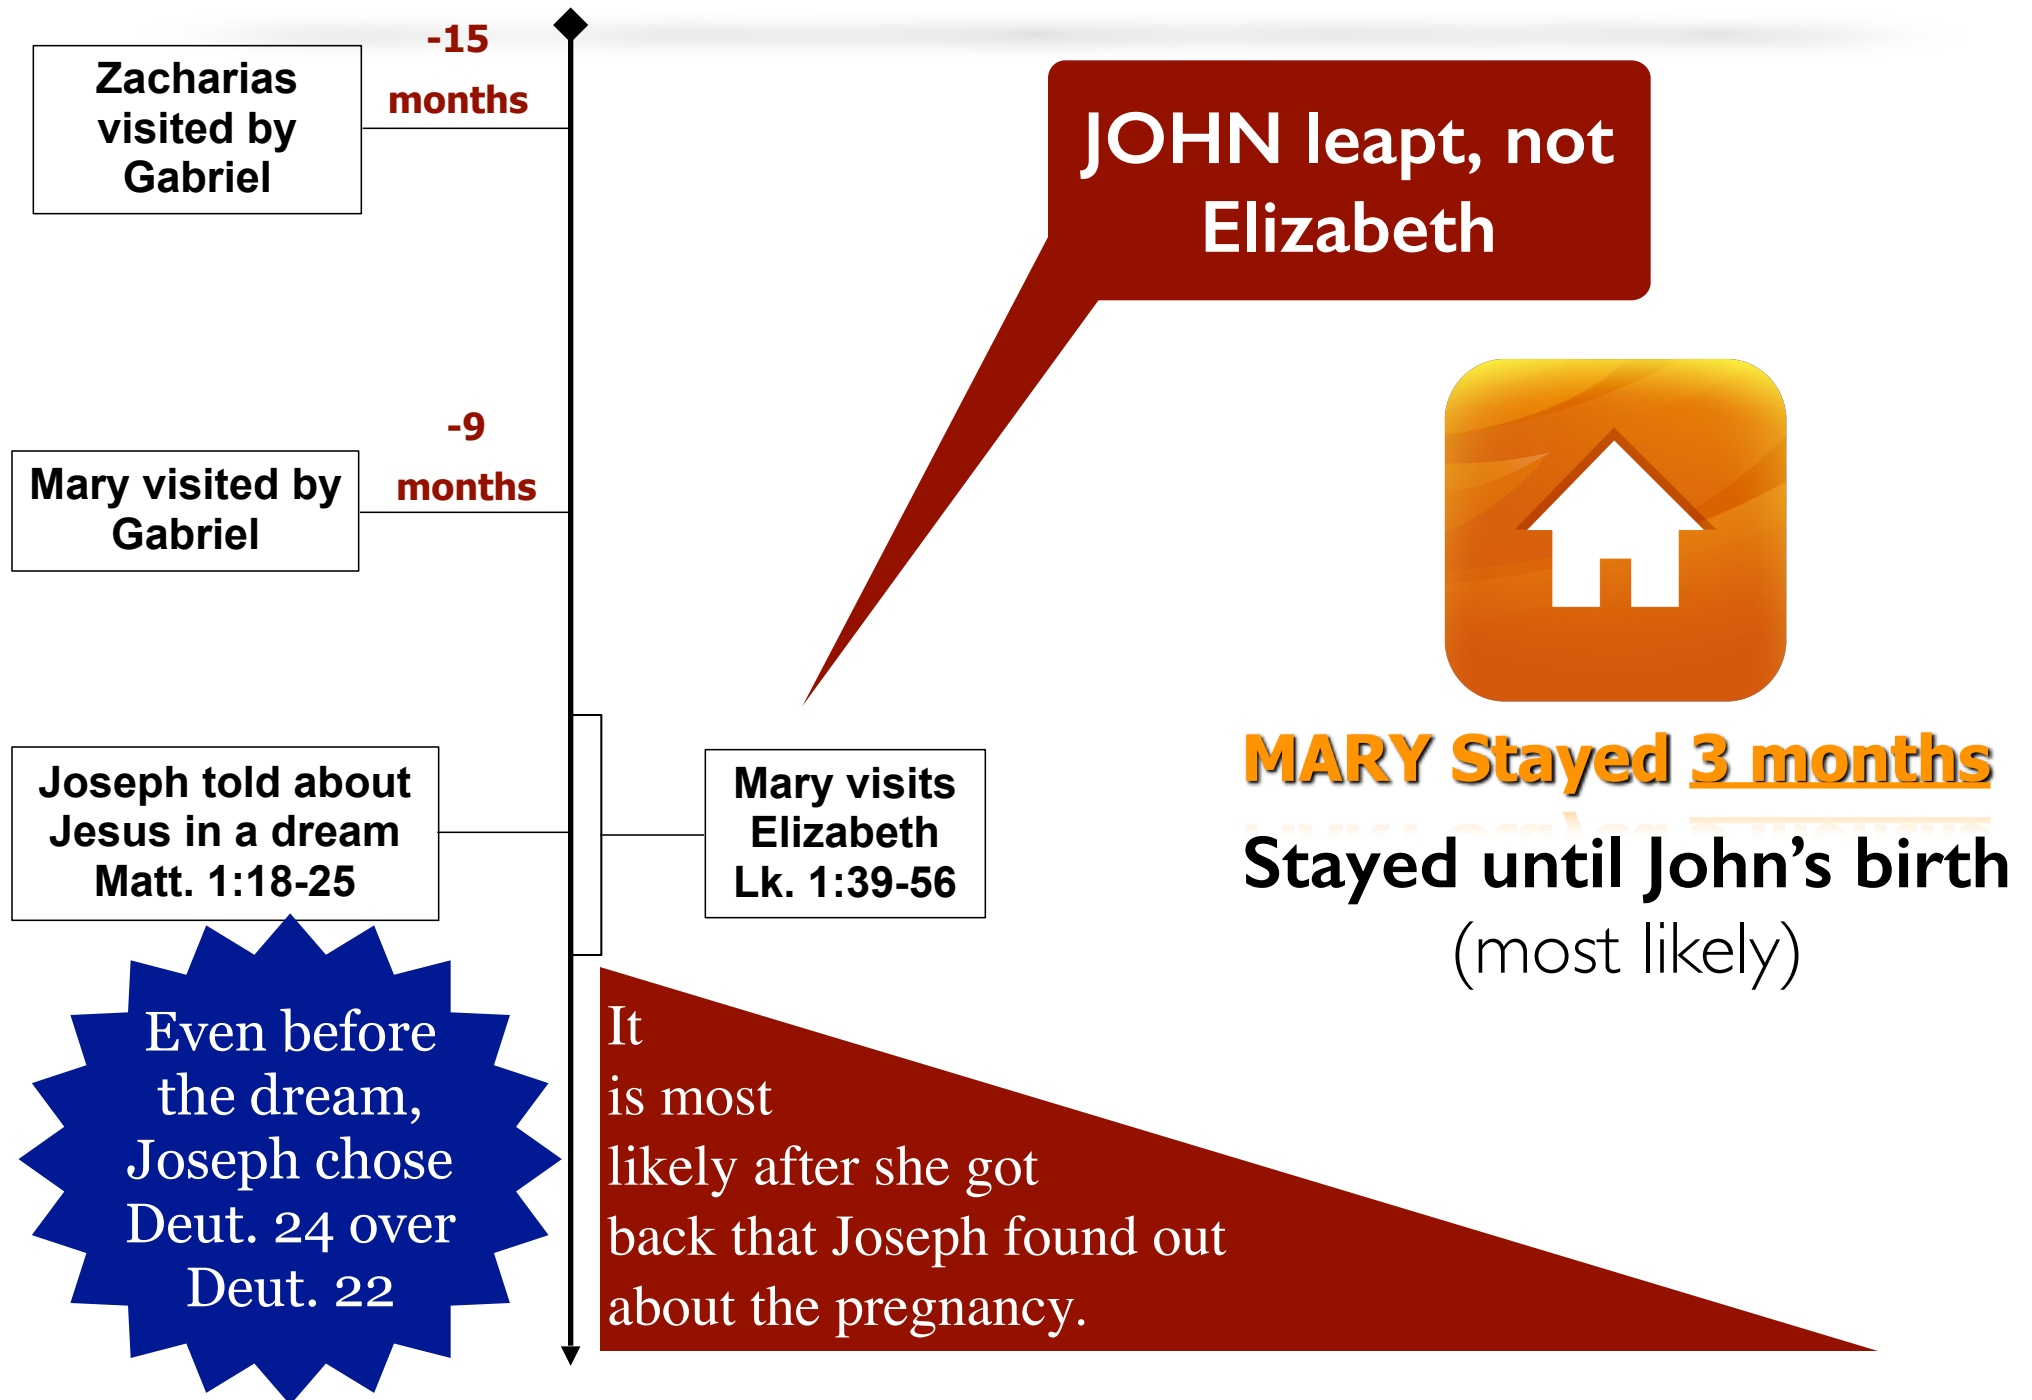 -15
months
Zacharias
visited by
Gabriel
JOHN leapt, not
Elizabeth
-9
months
Mary visited by
Gabriel
Joseph told about
Jesus in a dream
Matt. 1:18-25
Mary visits
Elizabeth
Lk. 1:39-56
MARY Stayed 3 months
Stayed until John’s birth
(most likely)
Even before
the dream,
Joseph chose
Deut. 24 over
Deut. 22
It
is most
likely after she got
back that Joseph found out
about the pregnancy.